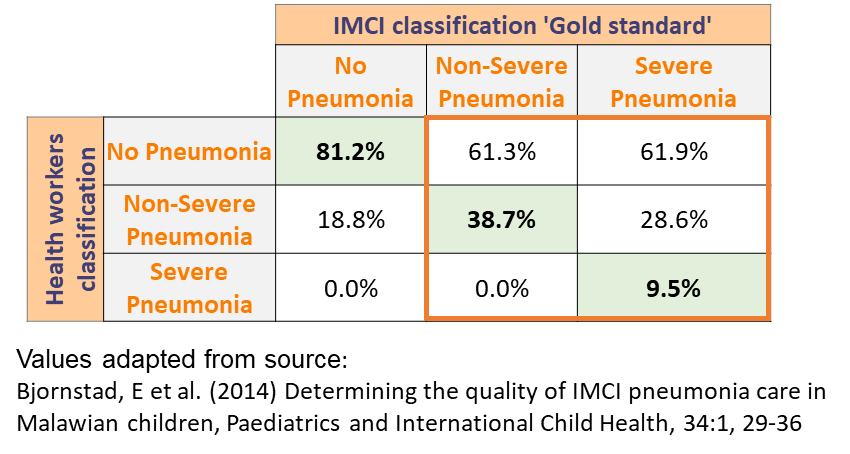 IMCI classification 'Gold standard'
No
Pneumonia
Non-Severe
Pneumonia
Severe
Pneumonia
Health workers
classification
No Pneumonia 81.2% 61.3% 61.9%
Non-Severe
Pneumonia 18.8% 38.7% 28.6%
Severe
Pneumonia 0.0% 0.0% 9.5%
Values adapted from source:
Bjornstad, E et al. (2014) Determining the quality of IMCI pneumonia care in
Malawian children, Paediatrics and International Child Health, 34:1, 29-36